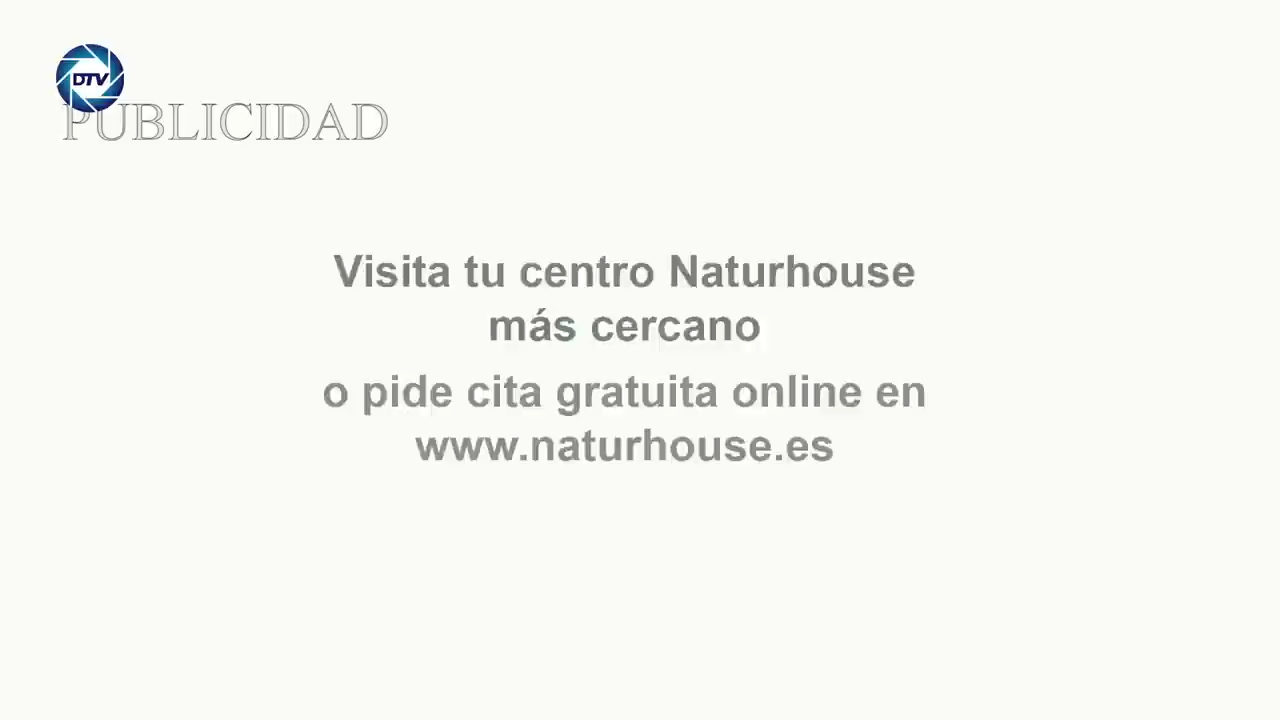 DTV
PUBLICIDAD
Visita tu centro Naturhouse
más cercano
o pide cita gratuita online en
www.naturhouse.es